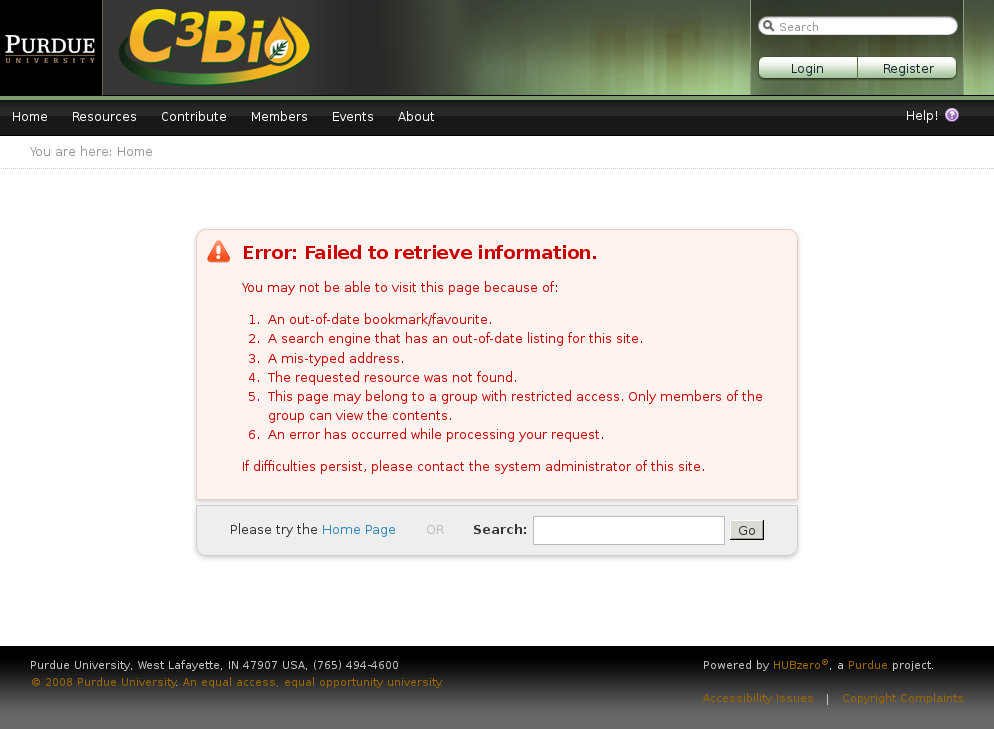 PURDUE
UNIVERSITY
C3Bio
Search
Login
Register
Home
Resources
Contribute
Members
Events
About
Help!
You are here: Home
Error: Failed to retrieve information.
You may not be able to visit this page because of:
1. An out-of-date bookmark/favourite.
2. A search engine that has an out-of-date listing for this site.
3. A mis-typed address.
4. The requested resource was not found.
5. This page may belong to a group with restricted access. Only members of the
group can view the contents.
6. An error has occurred while processing your request.
If difficulties persist, please contact the system administrator of this site.
Please try the Home Page
OR
Search:
Go
Purdue University, West Lafayette, IN 47907 USA, (765) 494-4600
© 2008 Purdue University. An equal access, equal opportunity university.
Powered by HUBzero®, a Purdue project.
Accessibility Issues | Copyright Complaints